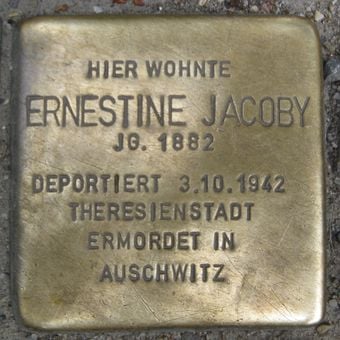 HIER WOHNTE
ERNESTINE JACOBY
JG. 1882
DEPORTIERT 3.10.1942
THERESIENSTADT
ERMORDET IN
AUSCHWITZ